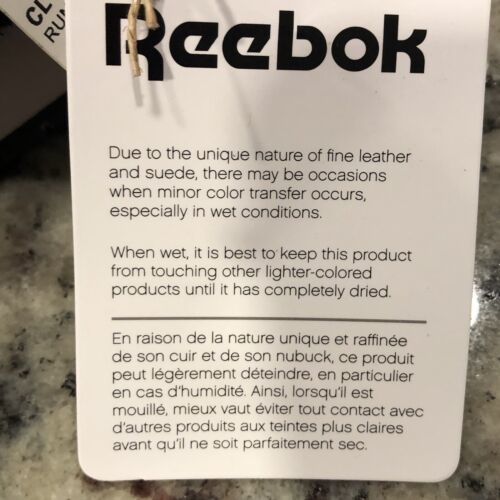 CL
RUN
Reebok
Due to the unique nature of fine leather
and suede, there may be occasions
when minor color transfer occurs,
especially in wet conditions.
When wet, it is best to keep this product
from touching other lighter-colored
products until it has completely dried.
En raison de la nature unique et raffinée
de son cuir et de son nubuck, ce produit
peut légèrement déteindre, en particulier
en cas d'humidité. Ainsi, lorsqu'il est
mouillé, mieux vaut éviter tout contact avec
d'autres produits aux teintes plus claires
avant qu'il ne soit parfaitement sec.